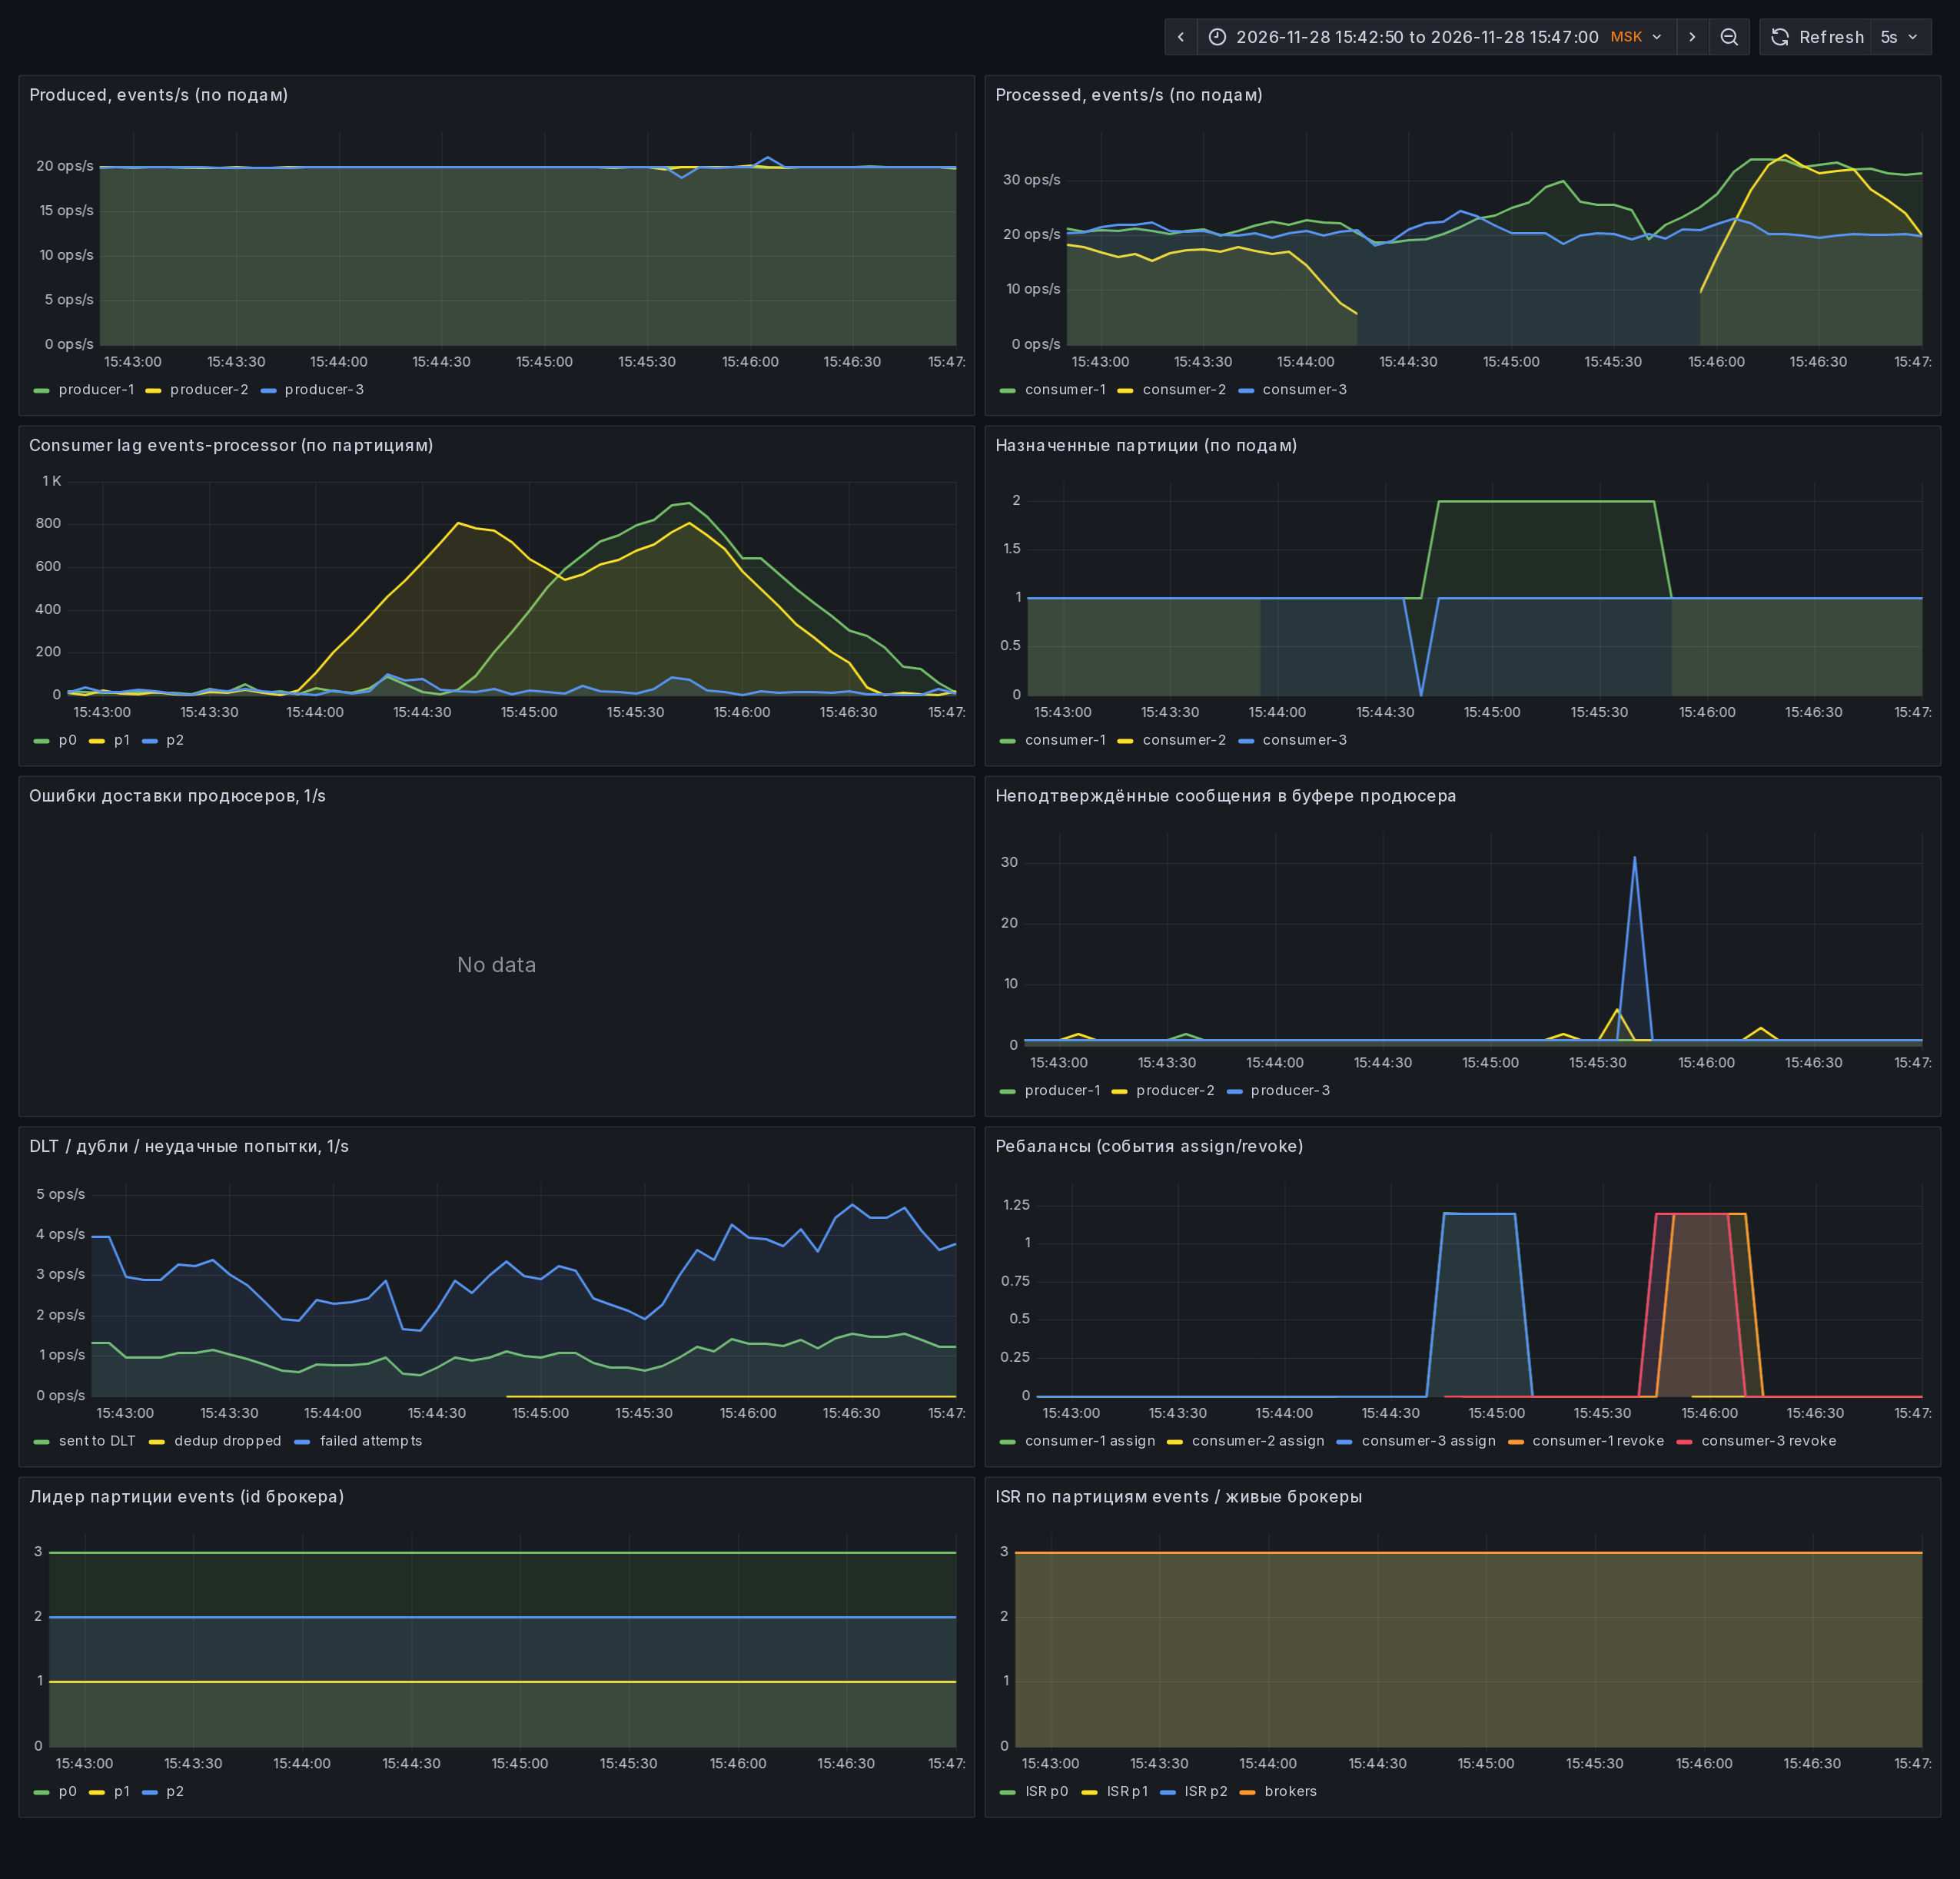 2026-11-28 15:42:50 to 2026-11-28 15:47:00 MSK Refresh 5s
Produced, events/s (по подам)
20 ops/s
15 ops/s
10 ops/s
5 ops/s
0 ops/s
15:43:00 15:43:30 15:44:00 15:44:30 15:45:00 15:45:30 15:46:00 15:46:30 15:47:
producer-1 producer-2 producer-3
Processed, events/s (по подам)
30 ops/s
20 ops/s
10 ops/s
0 ops/s
15:43:00 15:43:30 15:44:00 15:44:30 15:45:00 15:45:30 15:46:00 15:46:30 15:47:
consumer-1 consumer-2 consumer-3
Consumer lag events-processor (по партициям)
1 K
800
600
400
200
0
15:43:00 15:43:30 15:44:00 15:44:30 15:45:00 15:45:30 15:46:00 15:46:30 15:47:
p0 p1 p2
Назначенные партиции (по подам)
2
1.5
1
0.5
0
15:43:00 15:43:30 15:44:00 15:44:30 15:45:00 15:45:30 15:46:00 15:46:30 15:47:
consumer-1 consumer-2 consumer-3
Ошибки доставки продюсеров, 1/s
No data
Неподтверждённые сообщения в буфере продюсера
30
20
10
0
15:43:00 15:43:30 15:44:00 15:44:30 15:45:00 15:45:30 15:46:00 15:46:30 15:47:
producer-1 producer-2 producer-3
DLT / дубли / неудачные попытки, 1/s
5 ops/s
4 ops/s
3 ops/s
2 ops/s
1 ops/s
0 ops/s
15:43:00 15:43:30 15:44:00 15:44:30 15:45:00 15:45:30 15:46:00 15:46:30 15:47:
sent to DLT dedup dropped failed attempts
Ребалансы (события assign/revoke)
1.25
1
0.75
0.5
0.25
0
15:43:00 15:43:30 15:44:00 15:44:30 15:45:00 15:45:30 15:46:00 15:46:30 15:47:
consumer-1 assign consumer-2 assign consumer-3 assign consumer-1 revoke consumer-3 revoke
Лидер партиции events (id брокера)
3
2
1
0
15:43:00 15:43:30 15:44:00 15:44:30 15:45:00 15:45:30 15:46:00 15:46:30 15:47:
p0 p1 p2
ISR по партициям events / живые брокеры
3
2
1
0
15:43:00 15:43:30 15:44:00 15:44:30 15:45:00 15:45:30 15:46:00 15:46:30 15:47:
ISR p0 ISR p1 ISR p2 brokers